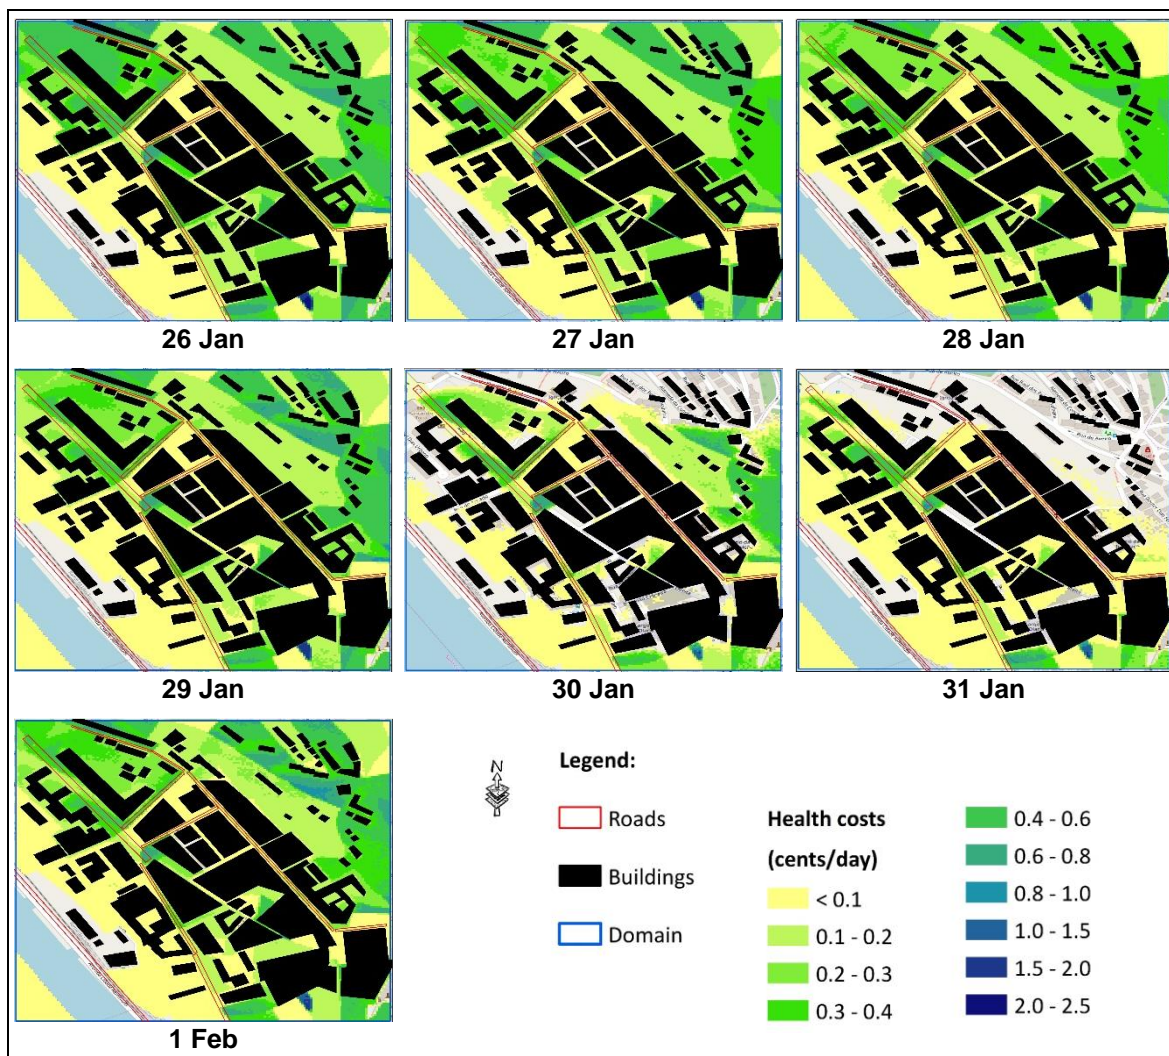 26 Jan
27 Jan
28 Jan
29 Jan
30 Jan
31 Jan
1 Feb
N
Legend:
Roads
Buildings
Domain
Health costs
(cents/day)
< 0.1
0.1 - 0.2
0.2 - 0.3
0.3 - 0.4
0.4 - 0.6
0.6 - 0.8
0.8 - 1.0
1.0 - 1.5
1.5 - 2.0
2.0 - 2.5